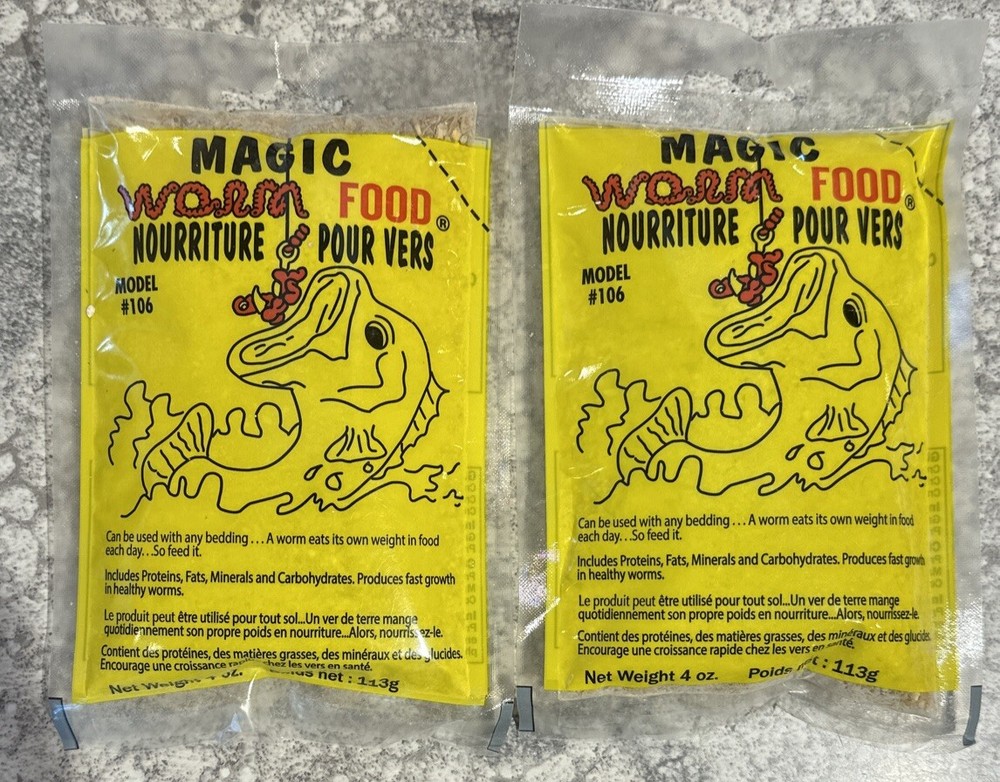 MAGIC
worm FOOD®
NOURRITURE POUR VERS
MODEL
#106
Can be used with any bedding . . . A worm eats its own weight in food
each day. . .So feed it.
Includes Proteins, Fats, Minerals and Carbohydrates. Produces fast growth
in healthy worms.
Le produit peut être utilisé pour tout sol...Un ver de terre mange
quotidiennement son propre poids en nourriture...Alors, nourrissez-le.
Contient des protéines, des matières grasses, des minéraux et des glucides.
Encourage une croissance rapide chez les vers en santé.
Net Weight 4 oz. Poids net : 113g
MAGIC
worm FOOD®
NOURRITURE POUR VERS
MODEL
#106
Can be used with any bedding . . . A worm eats its own weight in food
each day. . .So feed it.
Includes Proteins, Fats, Minerals and Carbohydrates. Produces fast growth
in healthy worms.
Le produit peut être utilisé pour tout sol...Un ver de terre mange
quotidiennement son propre poids en nourriture...Alors, nourrissez-le.
Contient des protéines, des matières grasses, des minéraux et des glucides.
Encourage une croissance rapide chez les vers en santé.
Net Weight 4 oz. Poids net : 113g